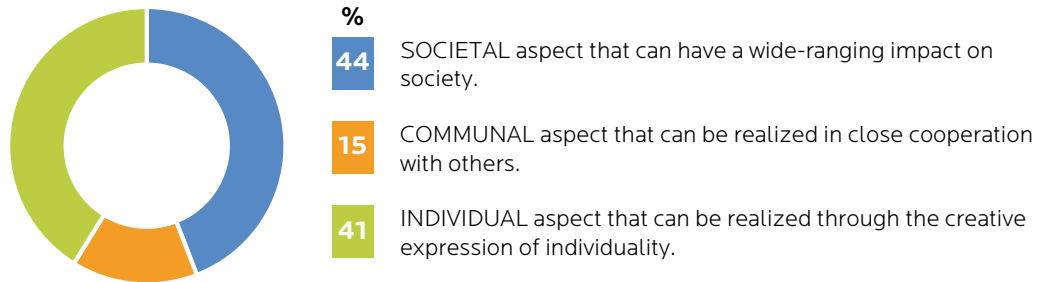 %
44 SOCIETAL aspect that can have a wide-ranging impact on
society.
15 COMMUNAL aspect that can be realized in close cooperation
with others.
41 INDIVIDUAL aspect that can be realized through the creative
expression of individuality.